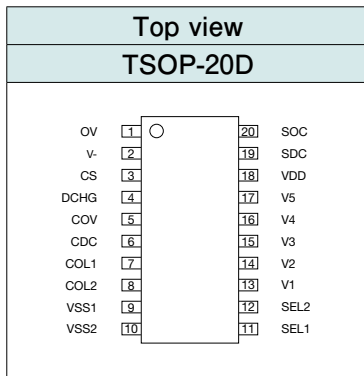 Top view
TSOP-20D
OV 1 20 SOC
V- 2 19 SDC
CS 3 18 VDD
DCHG 4 17 V5
COV 5 16 V4
CDC 6 15 V3
COL1 7 14 V2
COL2 8 13 V1
VSS1 9 12 SEL2
VSS2 10 11 SEL1